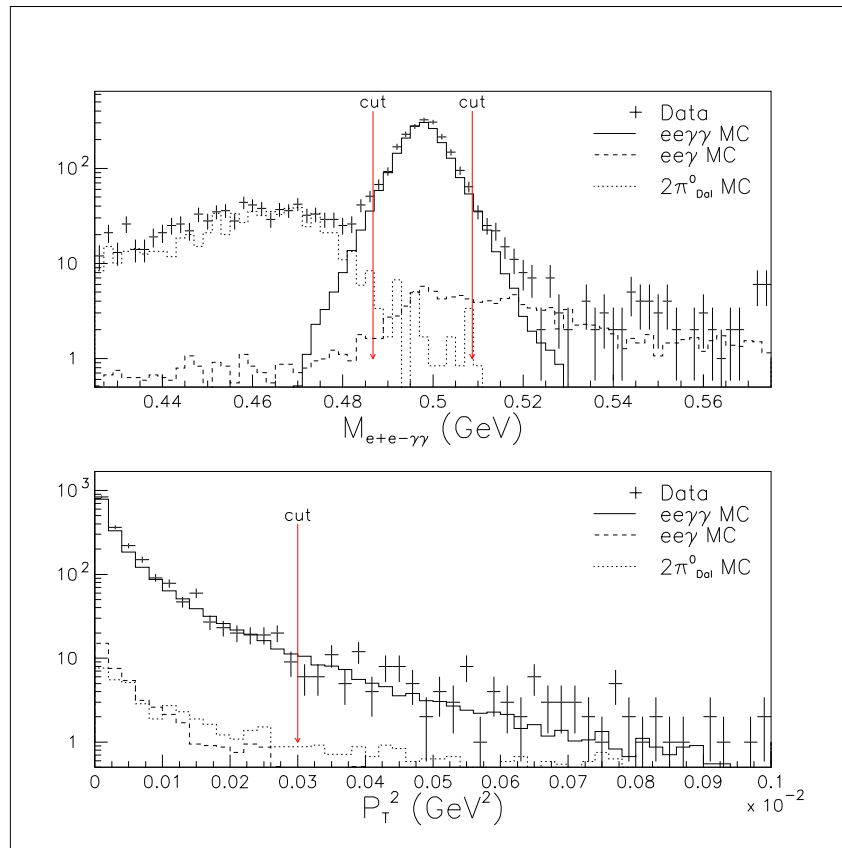 cut cut
Data
eeγγ MC
eeγ MC
2π⁰Dal MC
10²
10
1
0.44 0.46 0.48 0.5 0.52 0.54 0.56
M e+e-γγ (GeV)
10³
10²
10
1
cut
Data
eeγγ MC
eeγ MC
2π⁰Dal MC
0 0.01 0.02 0.03 0.04 0.05 0.06 0.07 0.08 0.09 0.1
x 10⁻²
P_T² (GeV²)